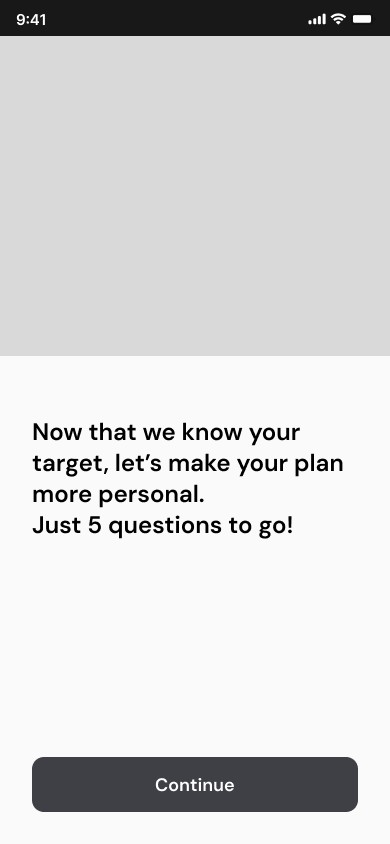 9:41
Now that we know your
target, let’s make your plan
more personal.
Just 5 questions to go!
Continue